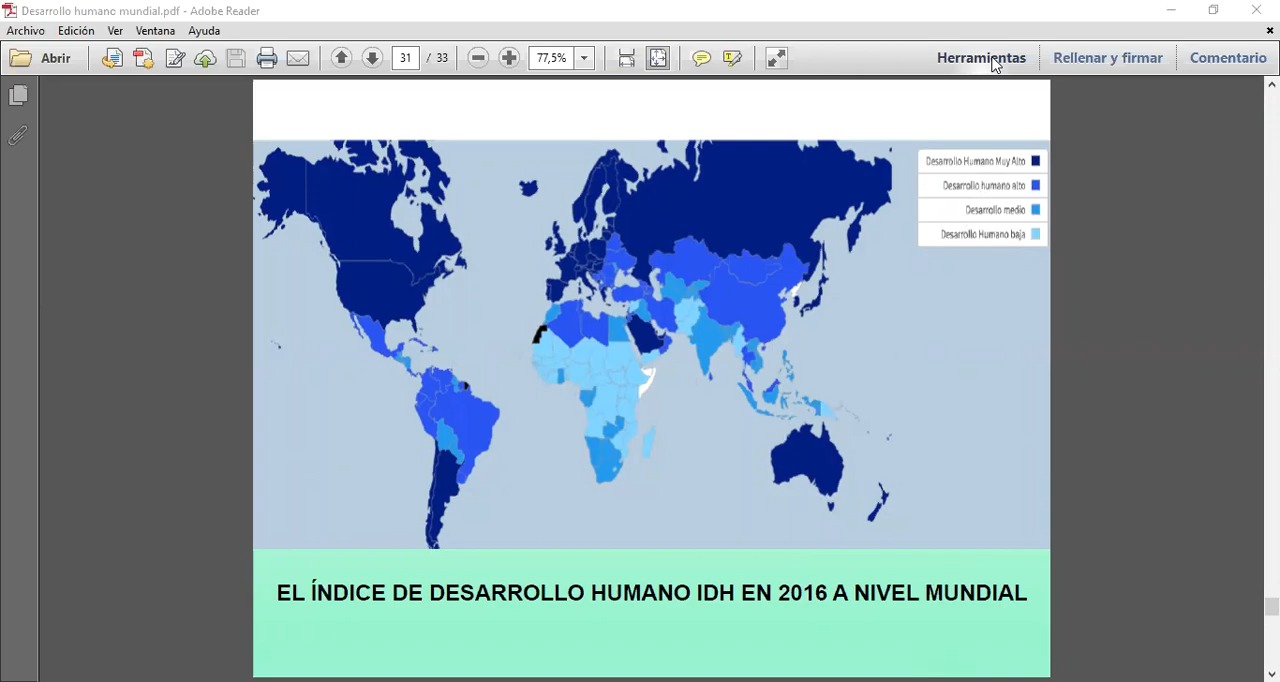 Desarrollo humano mundial.pdf - Adobe Reader
Archivo Edición Ver Ventana Ayuda
Abrir 31 / 33 77,5% Herramientas Rellenar y firmar Comentario
Desarrollo Humano Muy Alto
Desarrollo humano alto
Desarrollo medio
Desarrollo Humano baja
EL ÍNDICE DE DESARROLLO HUMANO IDH EN 2016 A NIVEL MUNDIAL